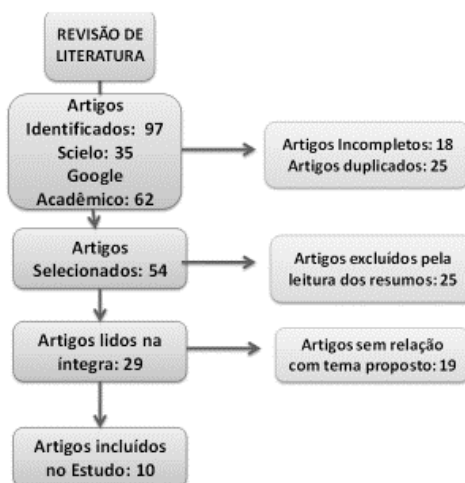 REVISÃO DE
LITERATURA
Artigos
Identificados: 97
Scielo: 35
Google
Acadêmico: 62
Artigos Incompletos: 18
Artigos duplicados: 25
Artigos
Selecionados: 54
Artigos excluídos pela
leitura dos resumos: 25
Artigos lidos na
íntegra: 29
Artigos sem relação
com tema proposto: 19
Artigos incluídos
no Estudo: 10